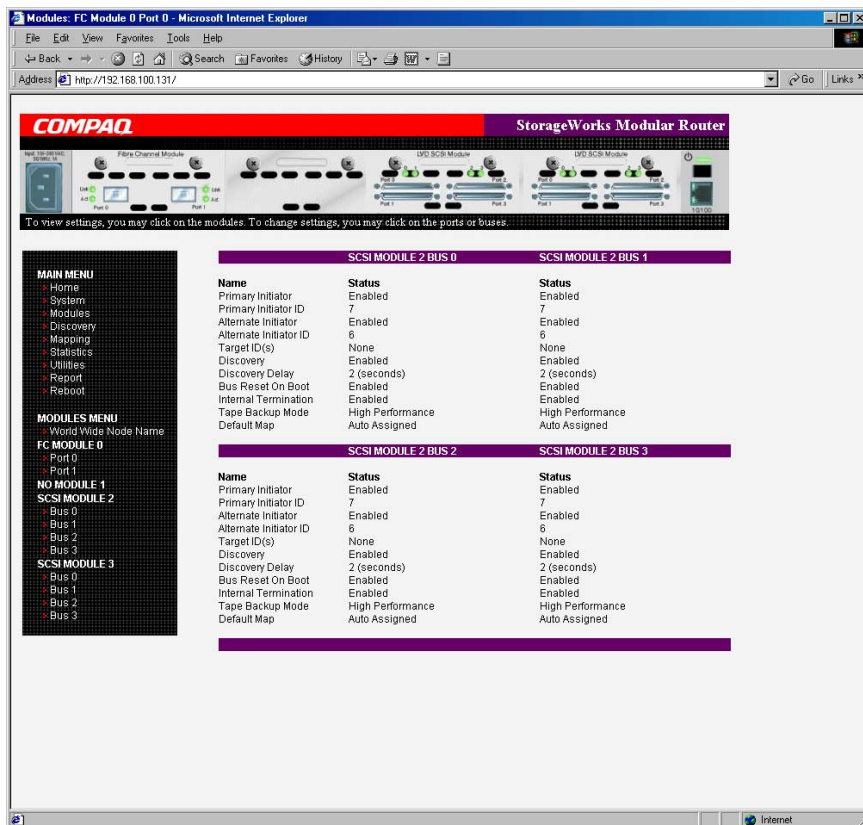 Modules: FC Module 0 Port 0 - Microsoft Internet Explorer
File Edit View Favorites Tools Help
Back Search Favorites History
Address http://192.168.100.131/ Go Links »
COMPAQ StorageWorks Modular Router
Fibre Channel Module LVD SCSI Module LVD SCSI Module
Port 0 Port 2 Port 0 Port 2
Link Link
Act Act
Port 0 Port 1 Port 1 Port 3 Port 1 Port 3 10/100
To view settings, you may click on the modules. To change settings, you may click on the ports or buses.
MAIN MENU
Home
System
Modules
Discovery
Mapping
Statistics
Utilities
Report
Reboot
MODULES MENU
World Wide Node Name
FC MODULE 0
Port 0
Port 1
NO MODULE 1
SCSI MODULE 2
Bus 0
Bus 1
Bus 2
Bus 3
SCSI MODULE 3
Bus 0
Bus 1
Bus 2
Bus 3
SCSI MODULE 2 BUS 0 SCSI MODULE 2 BUS 1
Name Status Status
Primary Initiator Enabled Enabled
Primary Initiator ID 7 7
Alternate Initiator Enabled Enabled
Alternate Initiator ID 6 6
Target ID(s) None None
Discovery Enabled Enabled
Discovery Delay 2 (seconds) 2 (seconds)
Bus Reset On Boot Enabled Enabled
Internal Termination Enabled Enabled
Tape Backup Mode High Performance High Performance
Default Map Auto Assigned Auto Assigned
SCSI MODULE 2 BUS 2 SCSI MODULE 2 BUS 3
Name Status Status
Primary Initiator Enabled Enabled
Primary Initiator ID 7 7
Alternate Initiator Enabled Enabled
Alternate Initiator ID 6 6
Target ID(s) None None
Discovery Enabled Enabled
Discovery Delay 2 (seconds) 2 (seconds)
Bus Reset On Boot Enabled Enabled
Internal Termination Enabled Enabled
Tape Backup Mode High Performance High Performance
Default Map Auto Assigned Auto Assigned
Internet